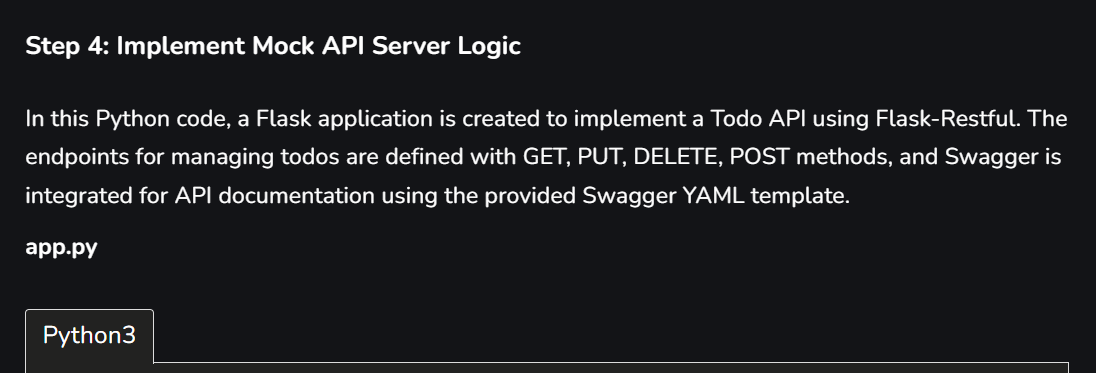 Step 4: Implement Mock API Server Logic
In this Python code, a Flask application is created to implement a Todo API using Flask-Restful. The
endpoints for managing todos are defined with GET, PUT, DELETE, POST methods, and Swagger is
integrated for API documentation using the provided Swagger YAML template.
app.py
Python3